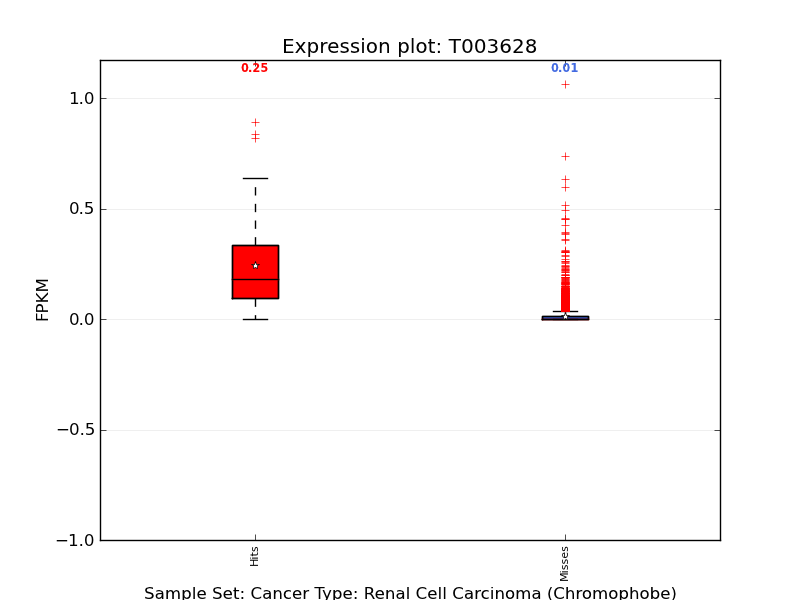 Expression plot: T003628
0.25
0.01
1.0
0.5
0.0
−0.5
−1.0
FPKM
Hits
Misses
Sample Set: Cancer Type: Renal Cell Carcinoma (Chromophobe)